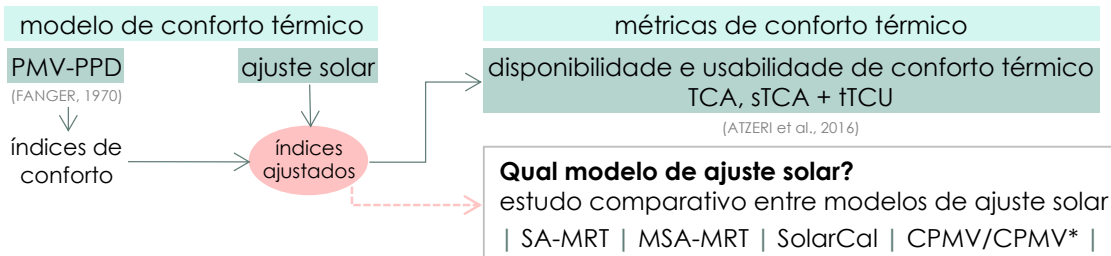 modelo de conforto térmico
métricas de conforto térmico
PMV-PPD
(FANGER, 1970)
ajuste solar
disponibilidade e usabilidade de conforto térmico
TCA, sTCA + tTCU
(ATZERI et al., 2016)
índices de
conforto
índices
ajustados
Qual modelo de ajuste solar?
estudo comparativo entre modelos de ajuste solar
| SA-MRT | MSA-MRT | SolarCal | CPMV/CPMV* |